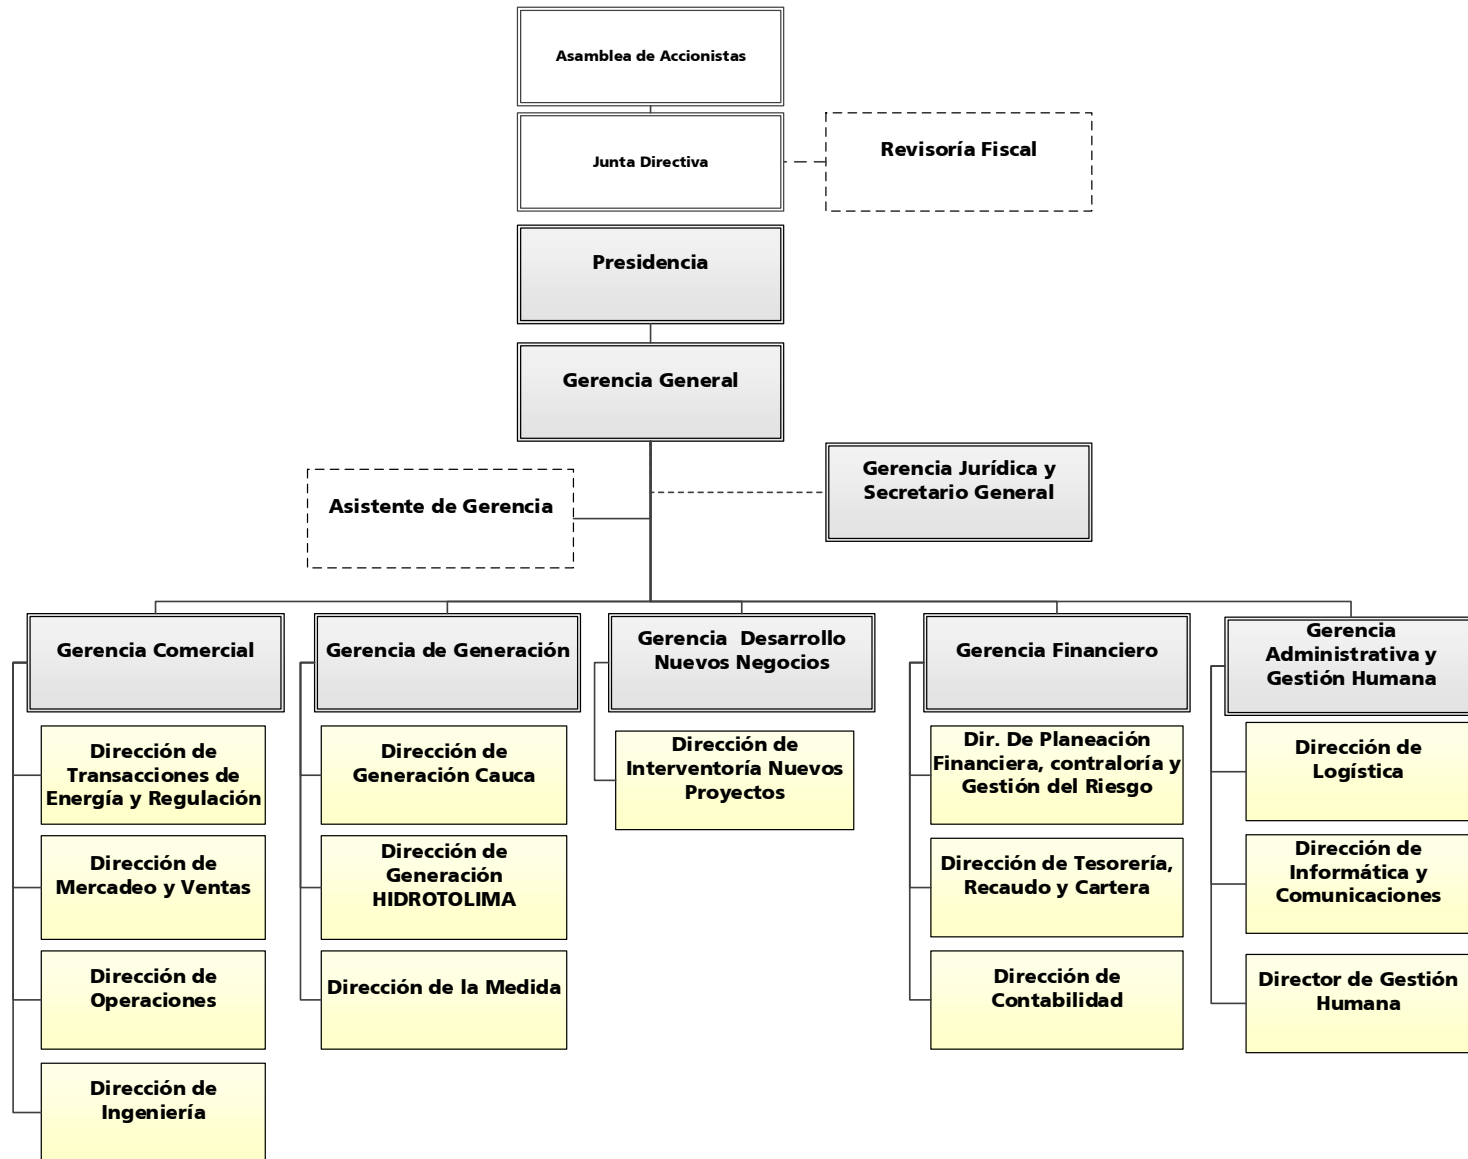 Asamblea de Accionistas
Junta Directiva
Revisoría Fiscal
Presidencia
Gerencia General
Gerencia Jurídica y
Secretario General
Asistente de Gerencia
Gerencia Comercial
Gerencia de Generación
Gerencia Desarrollo
Nuevos Negocios
Gerencia Financiero
Gerencia
Administrativa y
Gestión Humana
Dirección de
Transacciones de
Energía y Regulación
Dirección de
Mercadeo y Ventas
Dirección de
Operaciones
Dirección de
Ingeniería
Dirección de
Generación Cauca
Dirección de
Generación
HIDROTOLIMA
Dirección de la Medida
Dirección de
Interventoría Nuevos
Proyectos
Dir. De Planeación
Financiera, contraloría y
Gestión del Riesgo
Dirección de Tesorería,
Recaudo y Cartera
Dirección de
Contabilidad
Dirección de
Logística
Dirección de
Informática y
Comunicaciones
Director de Gestión
Humana